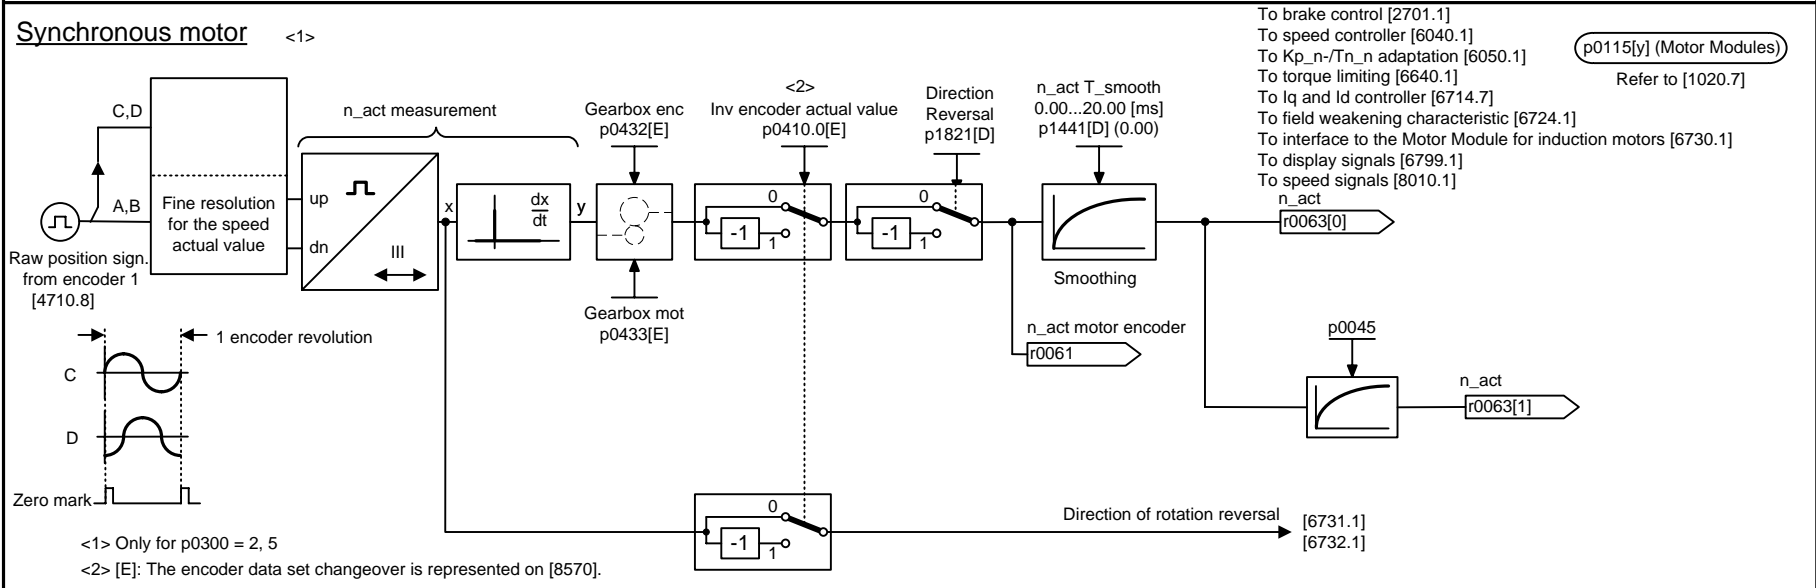 Synchronous motor <1>
To brake control [2701.1]
To speed controller [6040.1]
To Kp_n-/Tn_n adaptation [6050.1]
To torque limiting [6640.1]
To Iq and Id controller [6714.7]
To field weakening characteristic [6724.1]
To interface to the Motor Module for induction motors [6730.1]
To display signals [6799.1]
To speed signals [8010.1]
p0115[y] (Motor Modules)
Refer to [1020.7]
C,D
A,B
Raw position sign.
from encoder 1
[4710.8]
Fine resolution
for the speed
actual value
n_act measurement
up
dn
III
x
dx
dt
y
Gearbox enc
p0432[E]
Gearbox mot
p0433[E]
<2>
Inv encoder actual value
p0410.0[E]
0
-1
1
Direction
Reversal
p1821[D]
0
-1
1
n_act T_smooth
0.00...20.00 [ms]
p1441[D] (0.00)
Smoothing
n_act
r0063[0]
n_act motor encoder
r0061
p0045
n_act
r0063[1]
1 encoder revolution
C
D
Zero mark
0
-1
1
Direction of rotation reversal
[6731.1]
[6732.1]
<1> Only for p0300 = 2, 5
<2> [E]: The encoder data set changeover is represented on [8570].